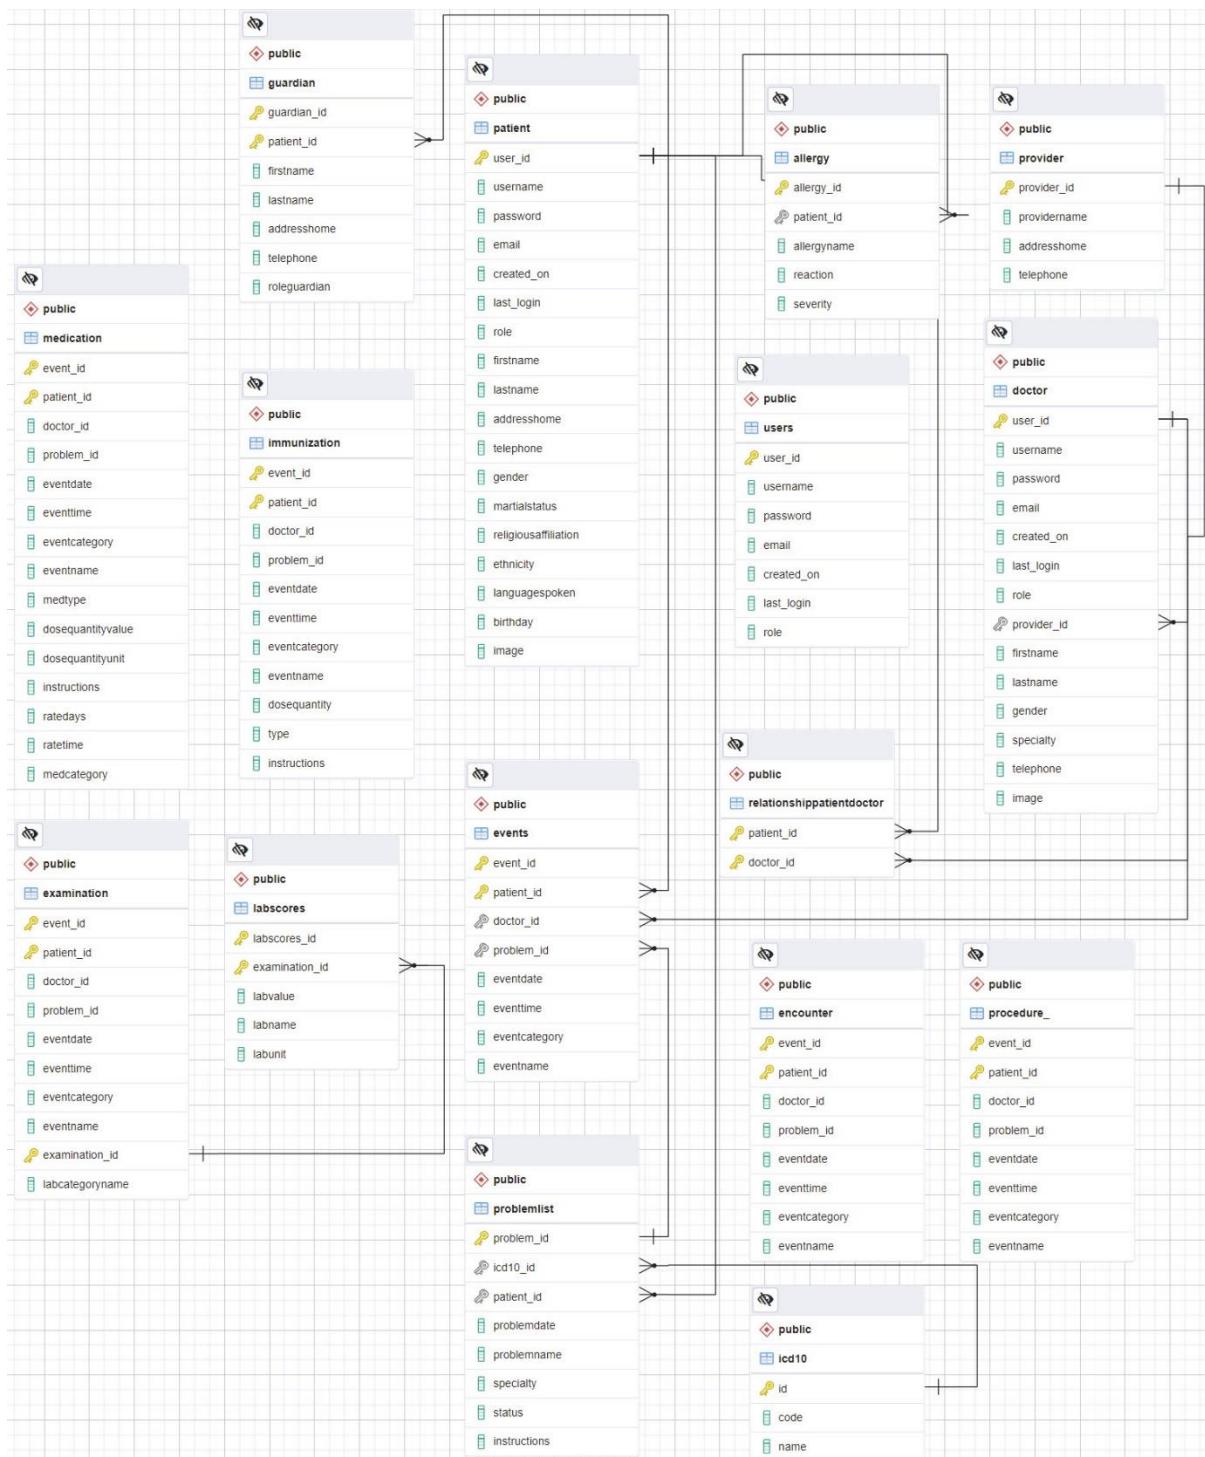 public
guardian
guardian_id
patient_id
firstname
lastname
addresshome
telephone
roleguardian
public
patient
user_id
username
password
email
created_on
last_login
role
firstname
lastname
addresshome
telephone
gender
martialstatus
religiousaffiliation
ethnicity
languagespoken
birthday
image
public
allergy
allergy_id
patient_id
allergyname
reaction
severity
public
provider
provider_id
providername
addresshome
telephone
public
medication
event_id
patient_id
doctor_id
problem_id
eventdate
eventtime
eventcategory
eventname
medtype
dosequantityvalue
dosequantityunit
instructions
ratedays
ratetime
medcategory
public
immunization
event_id
patient_id
doctor_id
problem_id
eventdate
eventtime
eventcategory
eventname
dosequantity
type
instructions
public
users
user_id
username
password
email
created_on
last_login
role
public
doctor
user_id
username
password
email
created_on
last_login
role
provider_id
firstname
lastname
gender
specialty
telephone
image
public
relationshippatientdoctor
patient_id
doctor_id
public
events
event_id
patient_id
doctor_id
problem_id
eventdate
eventtime
eventcategory
eventname
public
examination
event_id
patient_id
doctor_id
problem_id
eventdate
eventtime
eventcategory
eventname
examination_id
labcategoryname
public
labscores
labscores_id
examination_id
labvalue
labname
labunit
public
encounter
event_id
patient_id
doctor_id
problem_id
eventdate
eventtime
eventcategory
eventname
public
procedure_
event_id
patient_id
doctor_id
problem_id
eventdate
eventtime
eventcategory
eventname
public
problemlist
problem_id
icd10_id
patient_id
problemdate
problemname
specialty
status
instructions
public
icd10
id
code
name